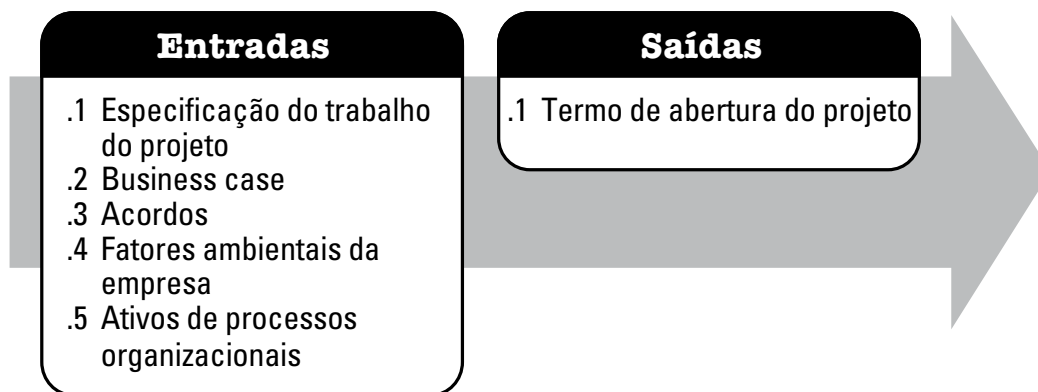 Entradas
.1 Especificação do trabalho
do projeto
.2 Business case
.3 Acordos
.4 Fatores ambientais da
empresa
.5 Ativos de processos
organizacionais
Saídas
.1 Termo de abertura do projeto